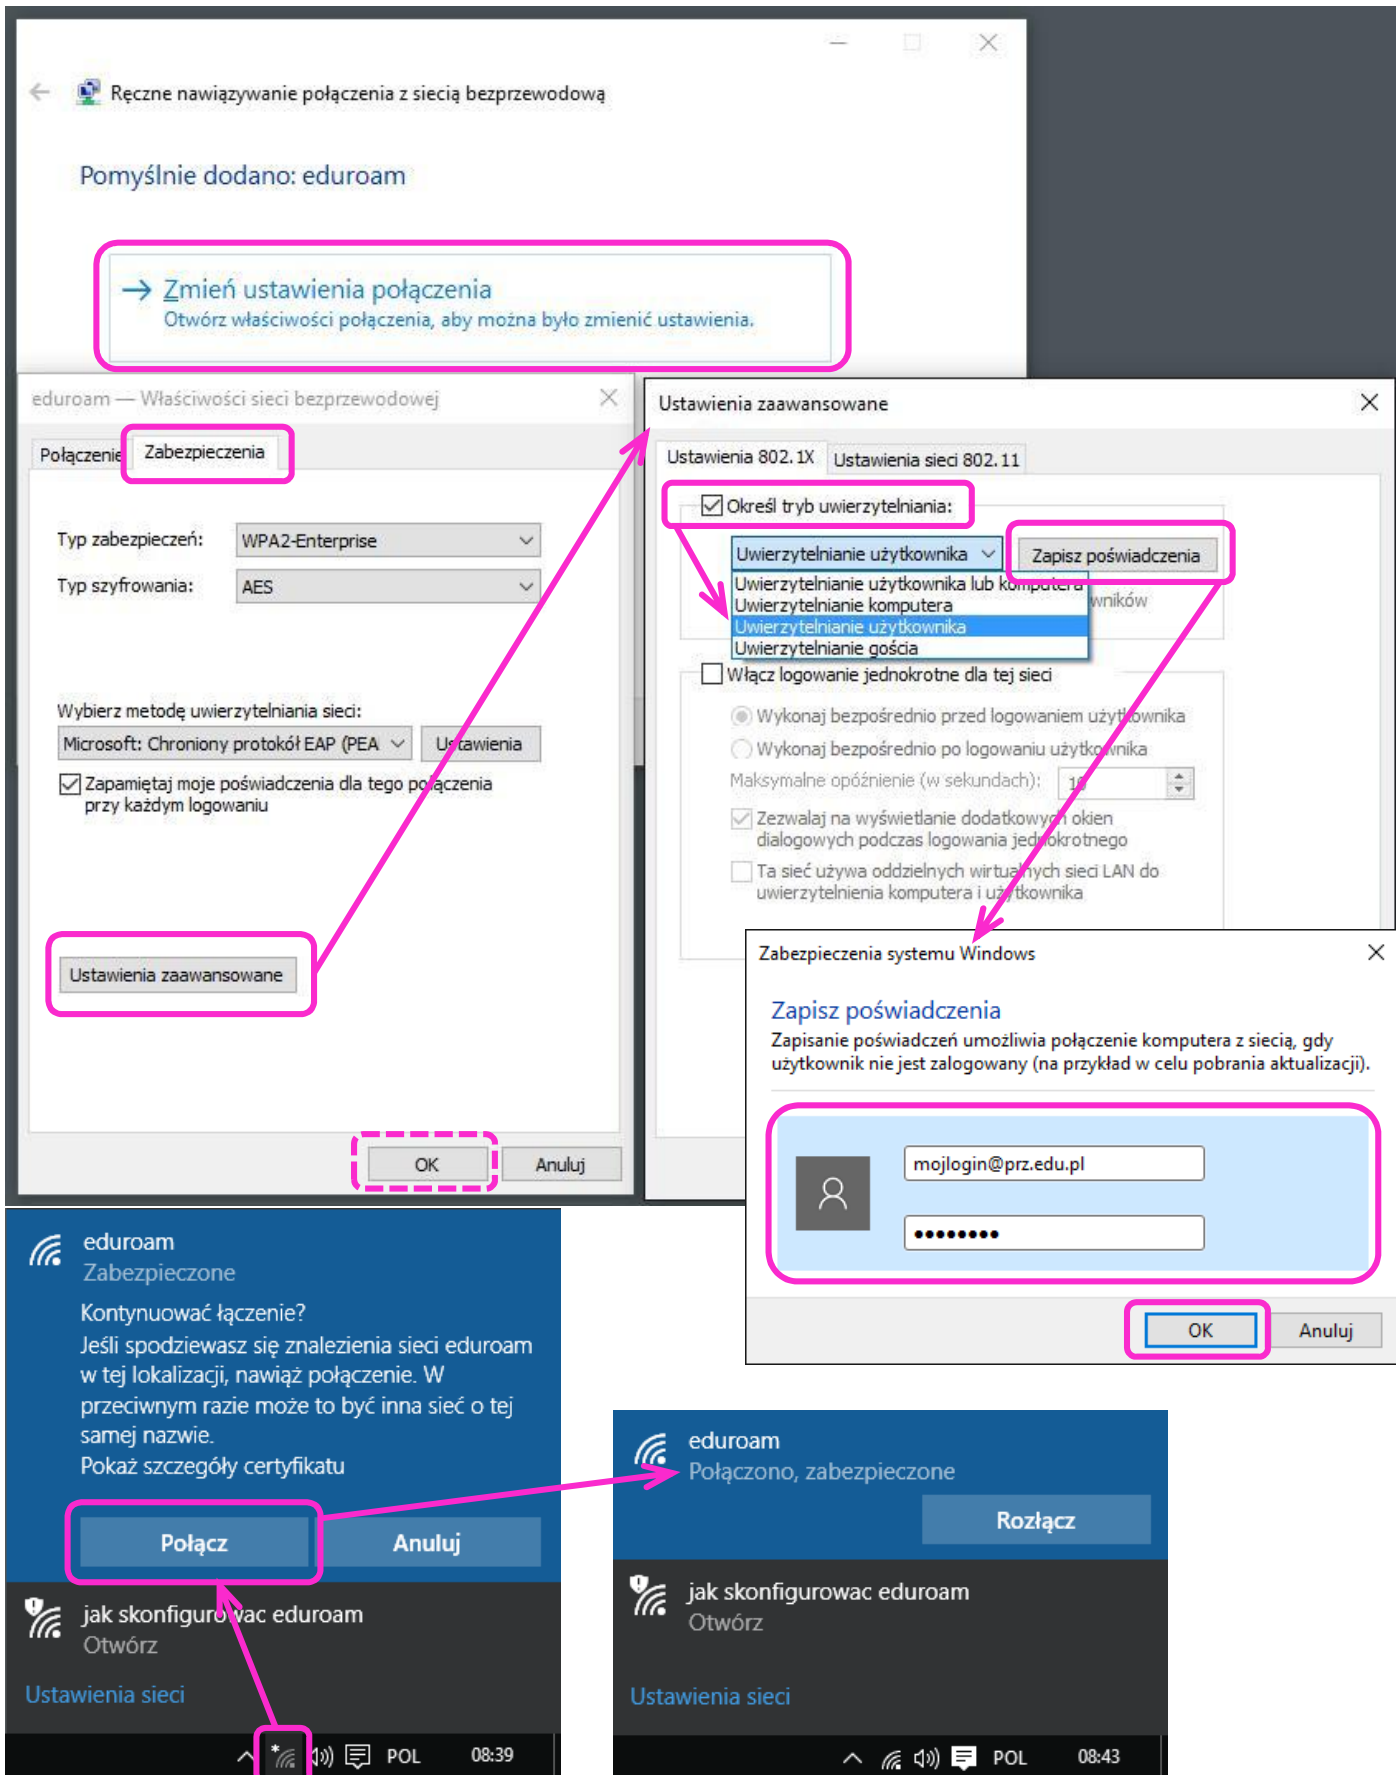 Ręczne nawiązywanie połączenia z siecią bezprzewodową
Pomyślnie dodano: eduroam
Zmień ustawienia połączenia
Otwórz właściwości połączenia, aby można było zmienić ustawienia.
eduroam — Właściwości sieci bezprzewodowej
Połączenie Zabezpieczenia
Typ zabezpieczeń: WPA2-Enterprise
Typ szyfrowania: AES
Wybierz metodę uwierzytelniania sieci:
Microsoft: Chroniony protokół EAP (PEA Ustawienia
Zapamiętaj moje poświadczenia dla tego połączenia
przy każdym logowaniu
Ustawienia zaawansowane
OK Anuluj
Ustawienia zaawansowane
Ustawienia 802.1X Ustawienia sieci 802.11
Określ tryb uwierzytelniania:
Uwierzytelnianie użytkownika Zapisz poświadczenia
Uwierzytelnianie użytkownika lub komputera
Uwierzytelnianie komputera
wników
Uwierzytelnianie użytkownika
Uwierzytelnianie gościa
Włącz logowanie jednokrotne dla tej sieci
Wykonaj bezpośrednio przed logowaniem użytkownika
Wykonaj bezpośrednio po logowaniu użytkownika
Maksymalne opóźnienie (w sekundach): 10
Zezwalaj na wyświetlanie dodatkowych okien
dialogowych podczas logowania jednokrotnego
Ta sieć używa oddzielnych wirtualnych sieci LAN do
uwierzytelnienia komputera i użytkownika
Zabezpieczenia systemu Windows
Zapisz poświadczenia
Zapisanie poświadczeń umożliwia połączenie komputera z siecią, gdy
użytkownik nie jest zalogowany (na przykład w celu pobrania aktualizacji).
mojlogin@prz.edu.pl
●●●●●●●●
OK Anuluj
eduroam
Zabezpieczone
Kontynuować łączenie?
Jeśli spodziewasz się znalezienia sieci eduroam
w tej lokalizacji, nawiąż połączenie. W
przeciwnym razie może to być inna sieć o tej
samej nazwie.
Pokaż szczegóły certyfikatu
Połącz Anuluj
jak skonfigurowac eduroam
Otwórz
Ustawienia sieci
POL 08:39
eduroam
Połączono, zabezpieczone
Rozłącz
jak skonfigurowac eduroam
Otwórz
Ustawienia sieci
POL 08:43